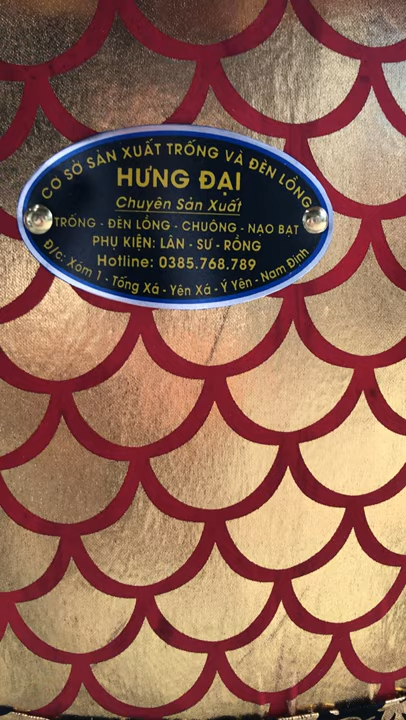 CƠ SỞ SẢN XUẤT TRỐNG VÀ ĐÈN LỒNG
HƯNG ĐẠI
Chuyên Sản Xuất
TRỐNG - ĐÈN LỒNG - CHUÔNG - NẠO BẠT
PHỤ KIỆN: LÂN - SƯ - RỒNG
Hotline: 0385.768.789
Đ/c: Xóm 1 - Tống Xá - Yên Xá - Ý Yên - Nam Định